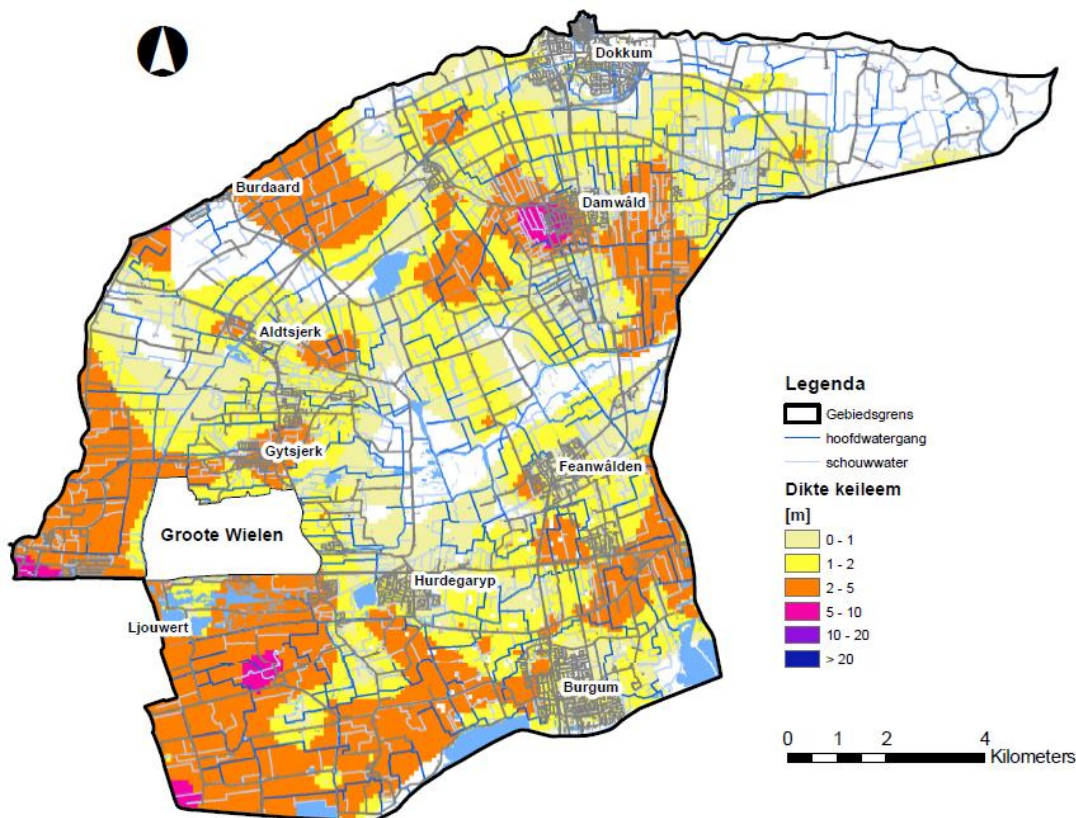 Dokkum
Burdaard
Damwâld
Aldtsjerk
Gytsjerk
Feanwâlden
Groote Wielen
Hurdegaryp
Ljouwert
Burgum
Legenda
Gebiedsgrens
hoofdwatergang
schouwwater
Dikte keileem
[m]
0 - 1
1 - 2
2 - 5
5 - 10
10 - 20
> 20
0 1 2 4
Kilometers